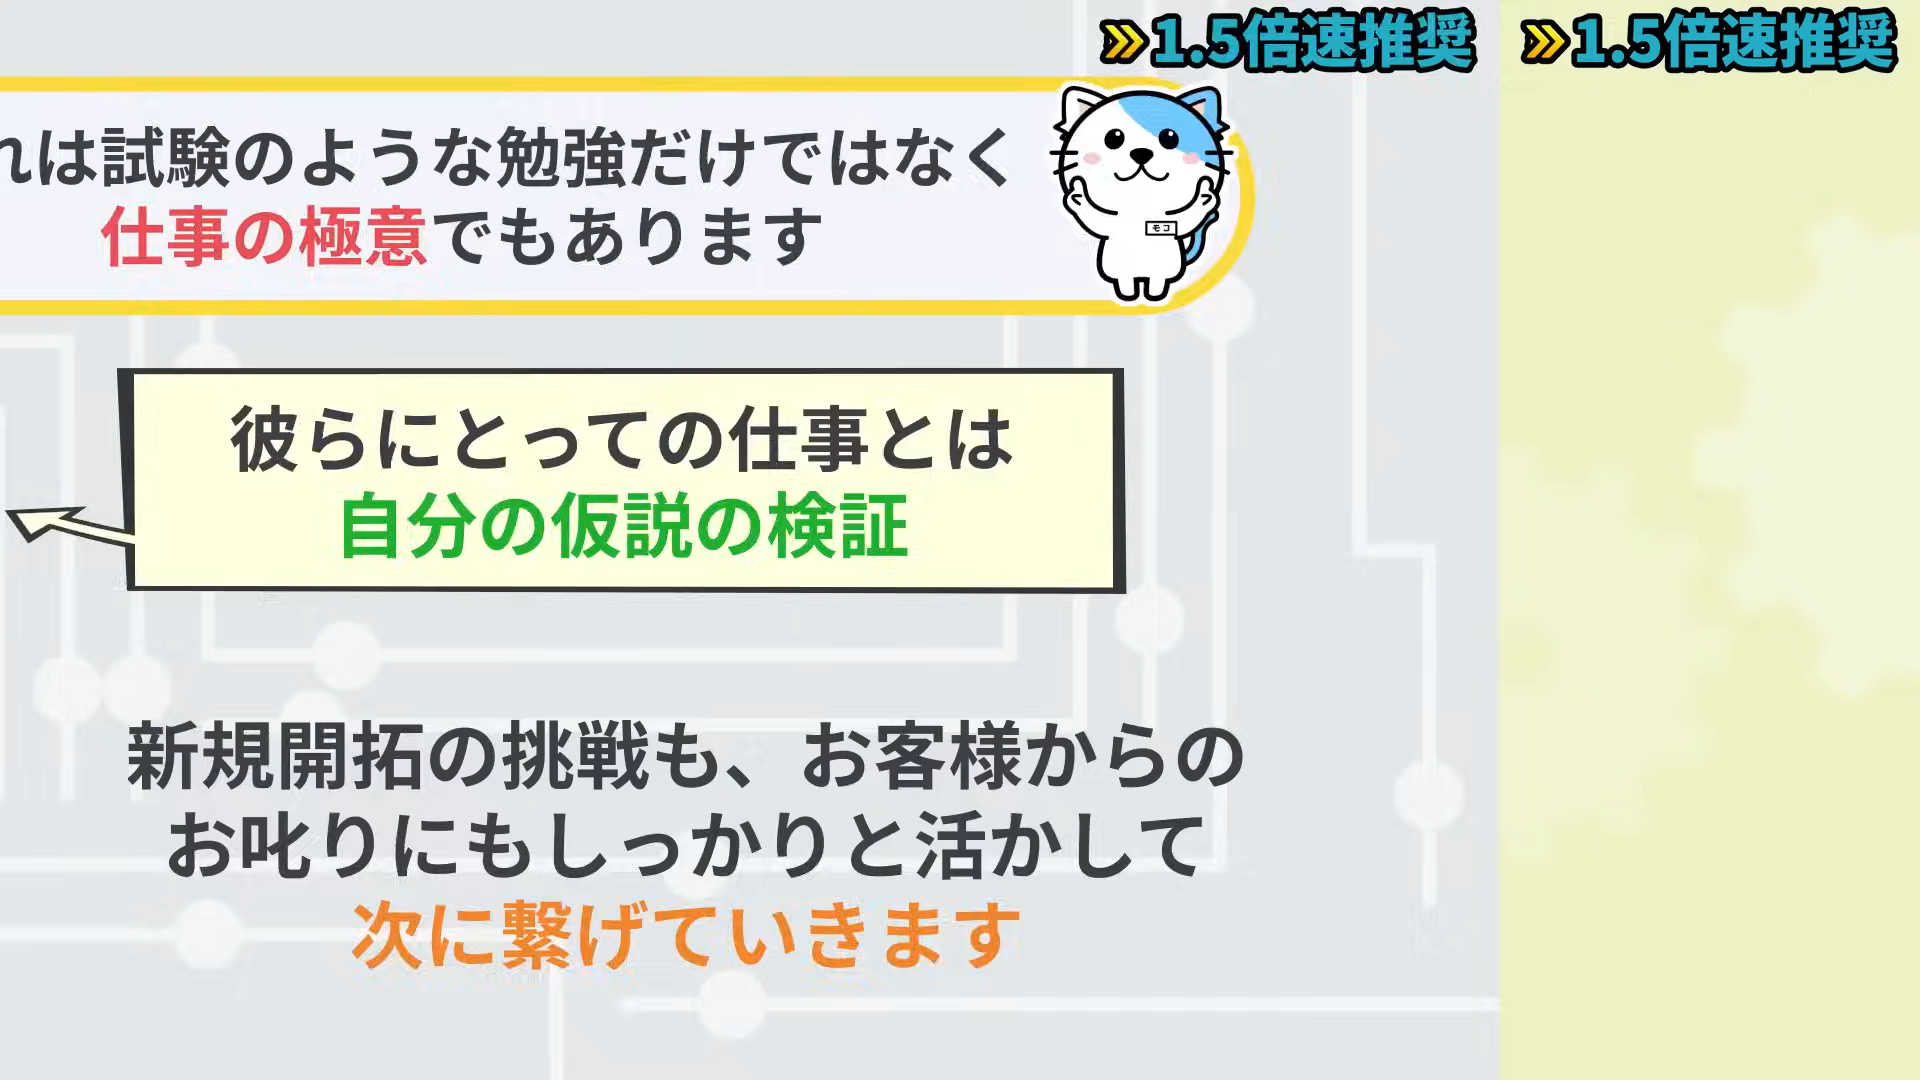 1.5倍速推奨
1.5倍速推奨
れは試験のような勉強だけではなく
仕事の極意でもあります
モコ
彼らにとっての仕事とは
自分の仮説の検証
新規開拓の挑戦も、お客様からの
お叱りにもしっかりと活かして
次に繋げていきます